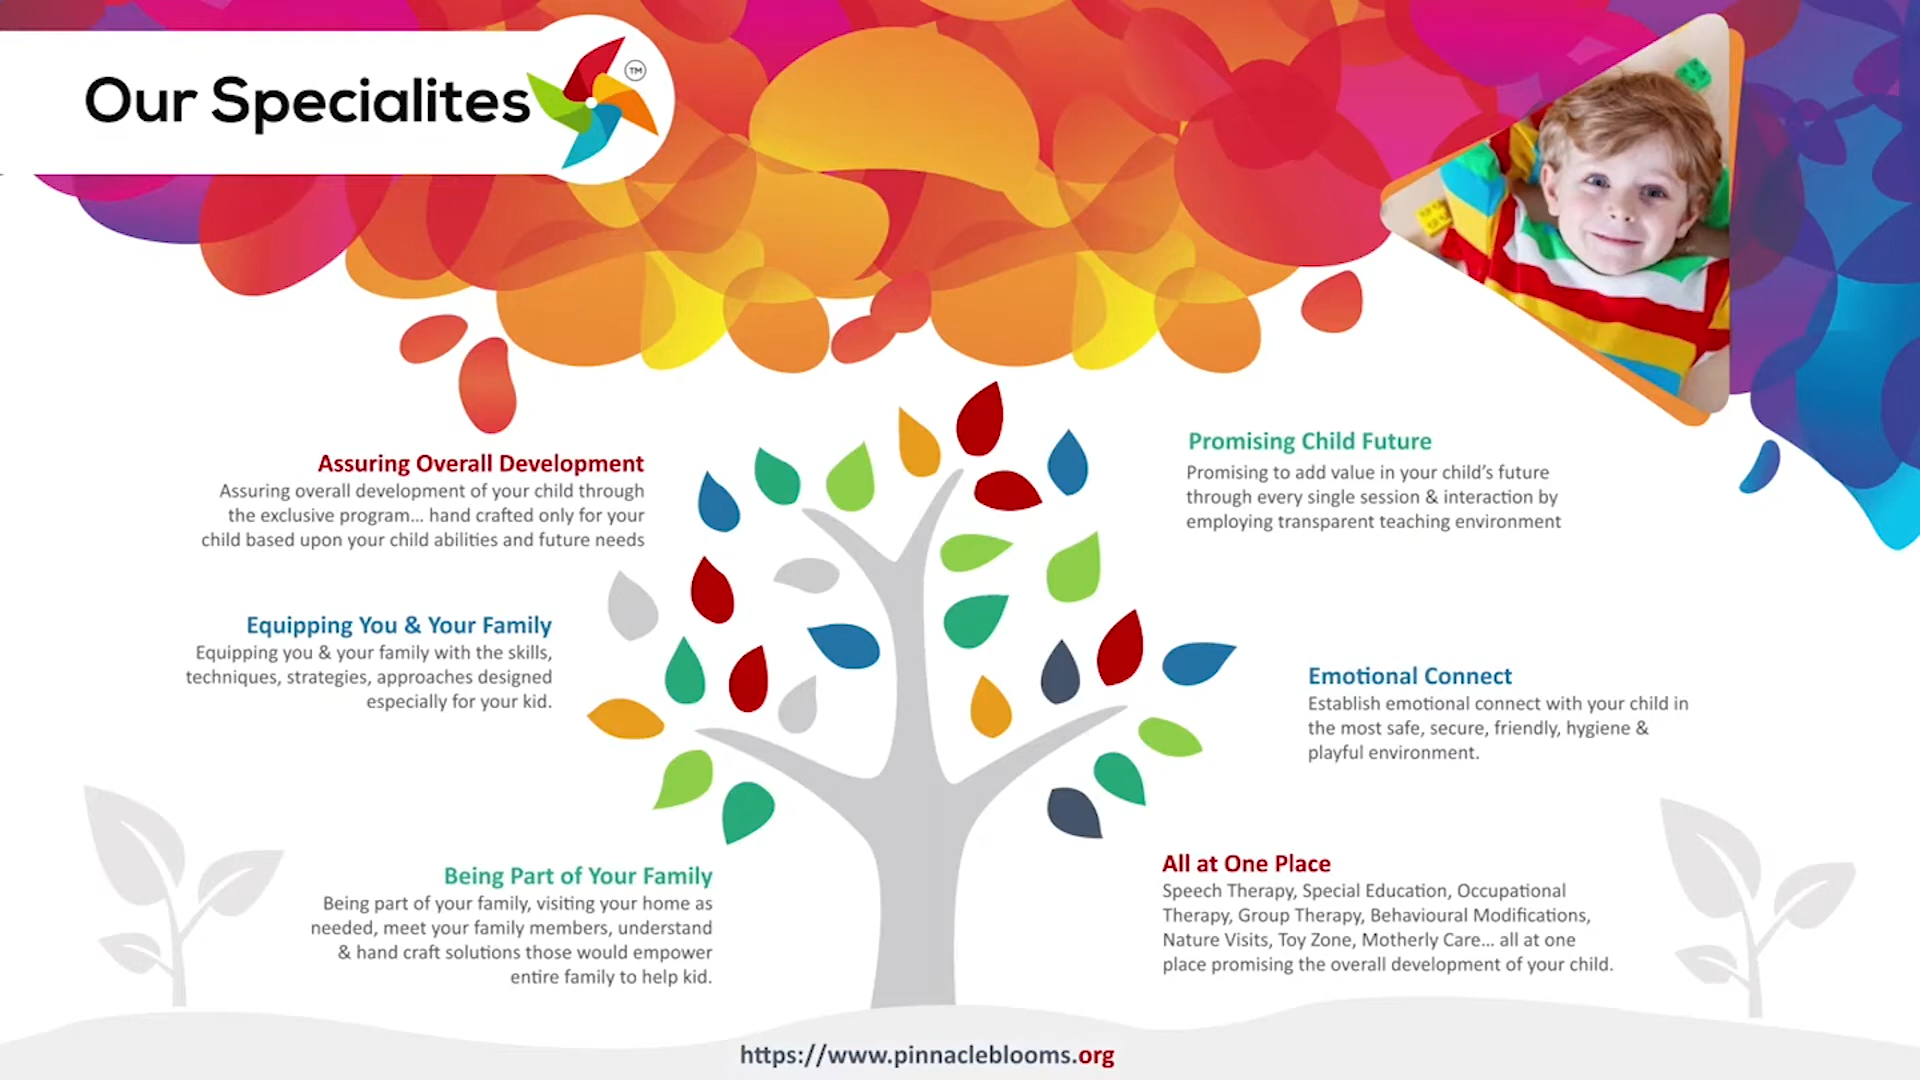 Our Specialites
TM
Assuring Overall Development
Assuring overall development of your child through
the exclusive program... hand crafted only for your
child based upon your child abilities and future needs
Equipping You & Your Family
Equipping you & your family with the skills,
techniques, strategies, approaches designed
especially for your kid.
Being Part of Your Family
Being part of your family, visiting your home as
needed, meet your family members, understand
& hand craft solutions those would empower
entire family to help kid.
Promising Child Future
Promising to add value in your child's future
through every single session & interaction by
employing transparent teaching environment
Emotional Connect
Establish emotional connect with your child in
the most safe, secure, friendly, hygiene &
playful environment.
All at One Place
Speech Therapy, Special Education, Occupational
Therapy, Group Therapy, Behavioural Modifications,
Nature Visits, Toy Zone, Motherly Care... all at one
place promising the overall development of your child.
https://www.pinnacleblooms.org